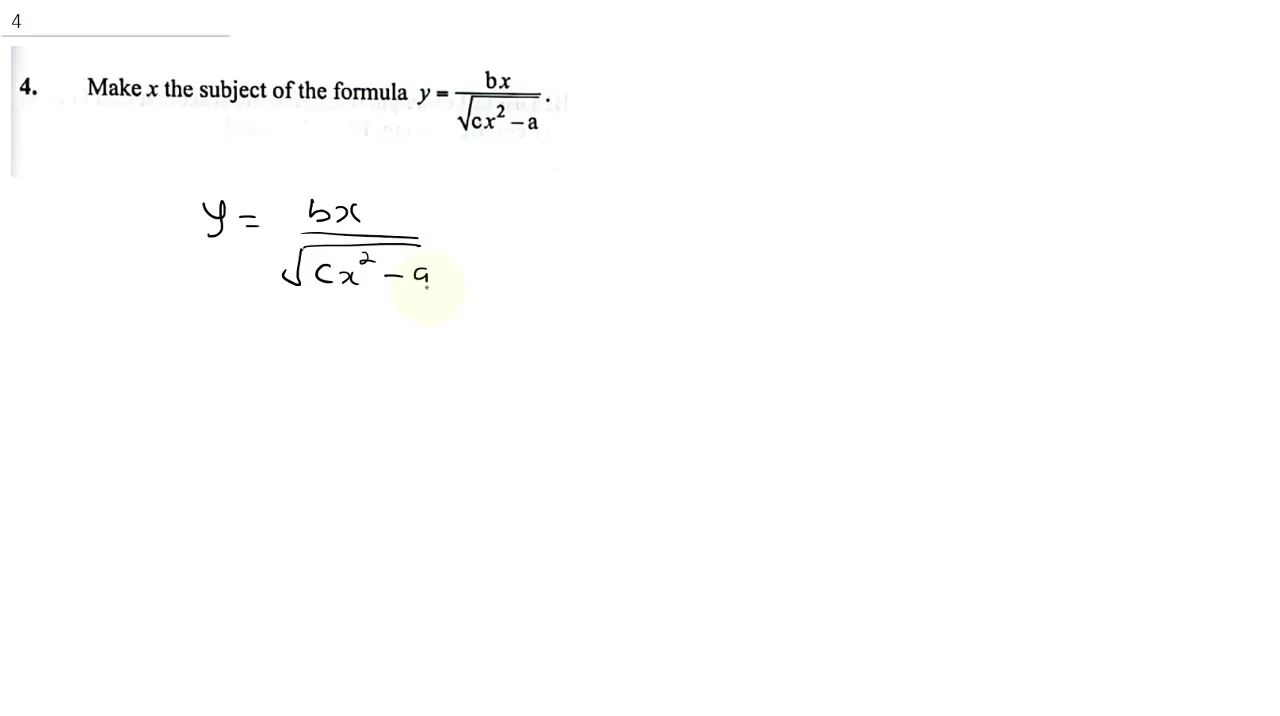 4
4. Make x the subject of the formula y = bx / √cx² – a .
y = bx / √cx² – a